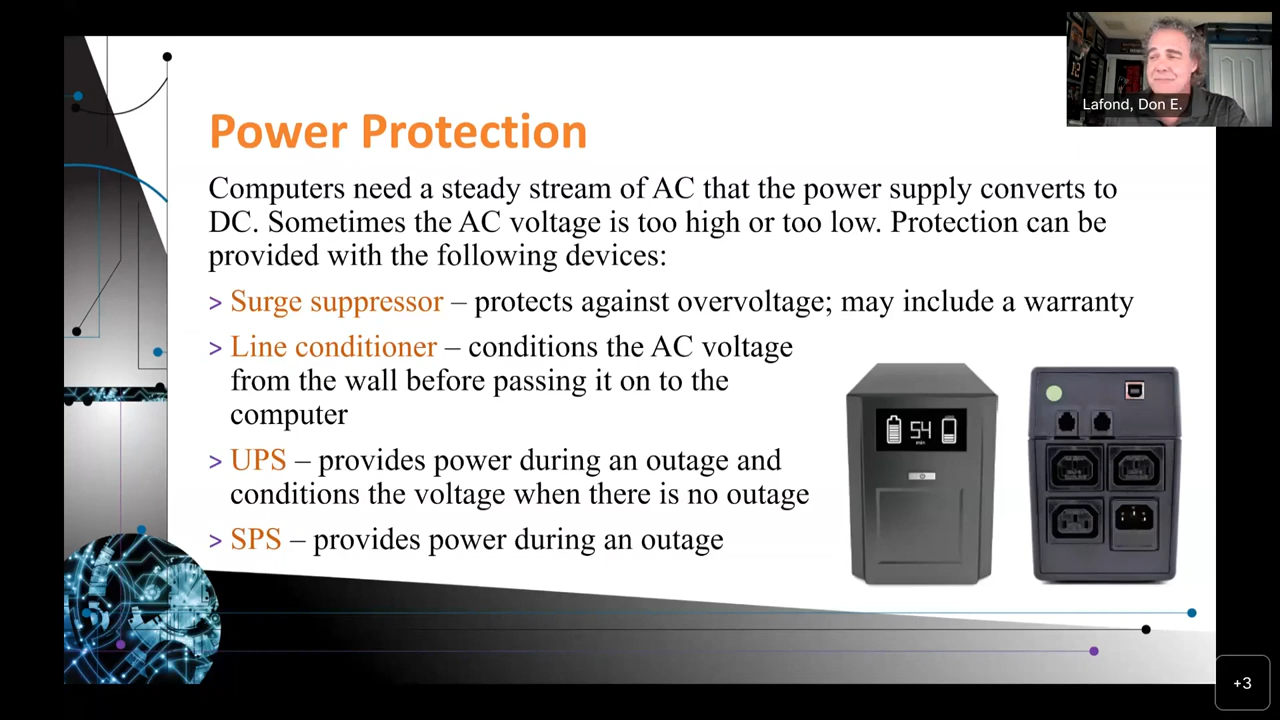 Lafond, Don E.
Power Protection
Computers need a steady stream of AC that the power supply converts to
DC. Sometimes the AC voltage is too high or too low. Protection can be
provided with the following devices:
> Surge suppressor – protects against overvoltage; may include a warranty
> Line conditioner – conditions the AC voltage
from the wall before passing it on to the
computer
> UPS – provides power during an outage and
conditions the voltage when there is no outage
> SPS – provides power during an outage
54
min
+3